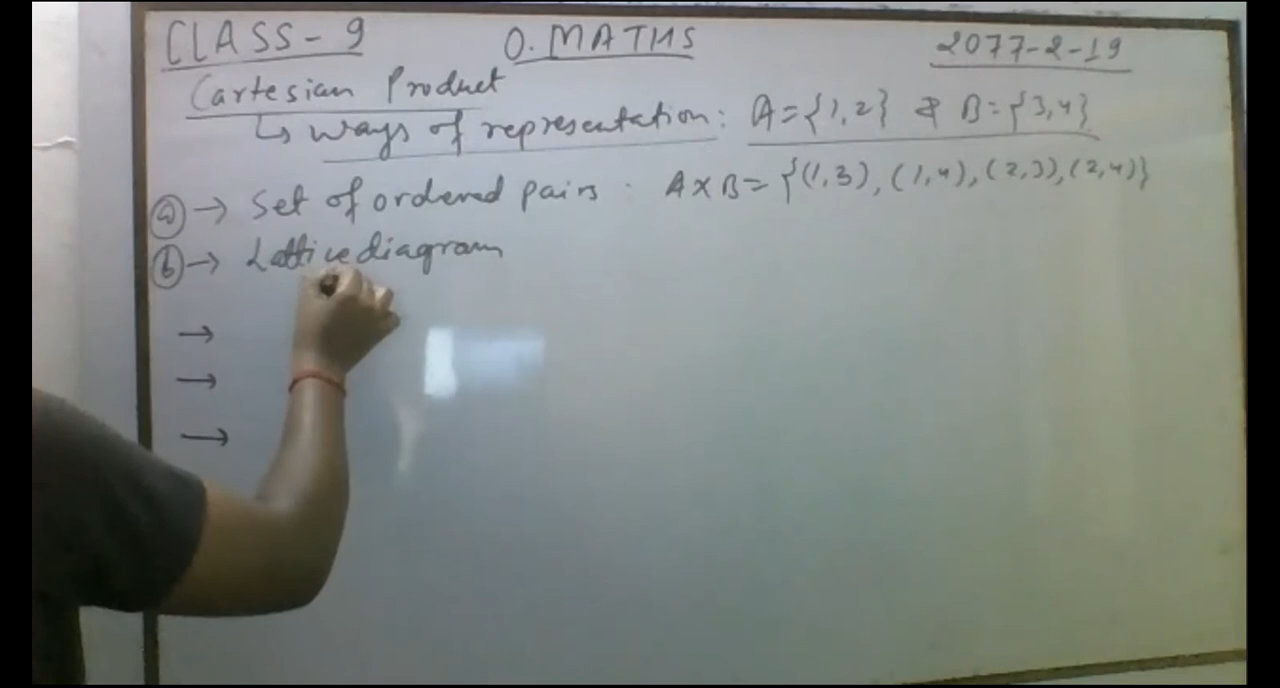 CLASS-9 O. MATHS 2077-2-19
Cartesian Product
↳ ways of representation: A={1,2} & B={3,4}
(a) → Set of ordered pairs : A×B= {(1,3), (1,4), (2,3), (2,4)}
(b) → Lattice diagram
→
→
→